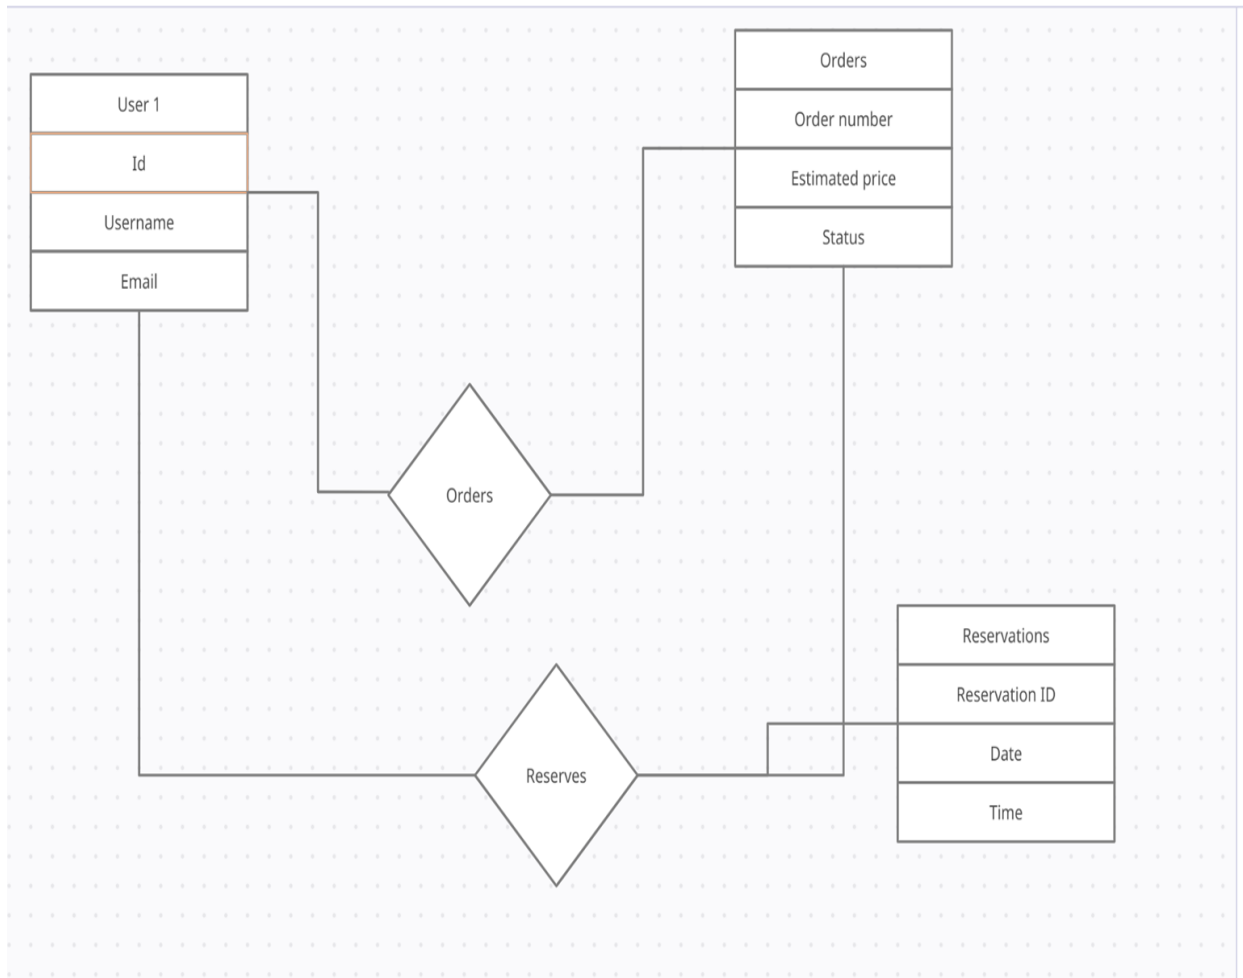 User 1
Id
Username
Email
Orders
Order number
Estimated price
Status
Orders
Reserves
Reservations
Reservation ID
Date
Time